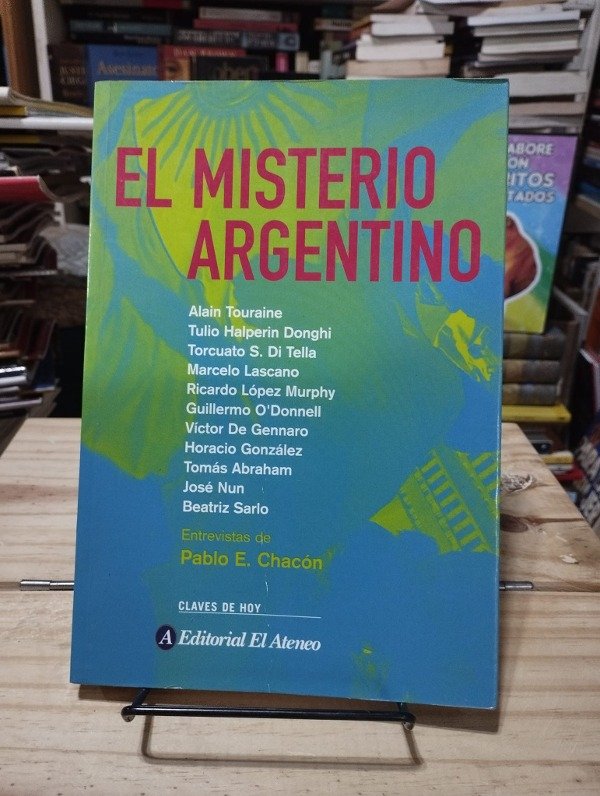 EL MISTERIO
ARGENTINO
Alain Touraine
Tulio Halperin Donghi
Torcuato S. Di Tella
Marcelo Lascano
Ricardo López Murphy
Guillermo O'Donnell
Víctor De Gennaro
Horacio González
Tomás Abraham
José Nun
Beatriz Sarlo
Entrevistas de
Pablo E. Chacón
CLAVES DE HOY
A Editorial El Ateneo